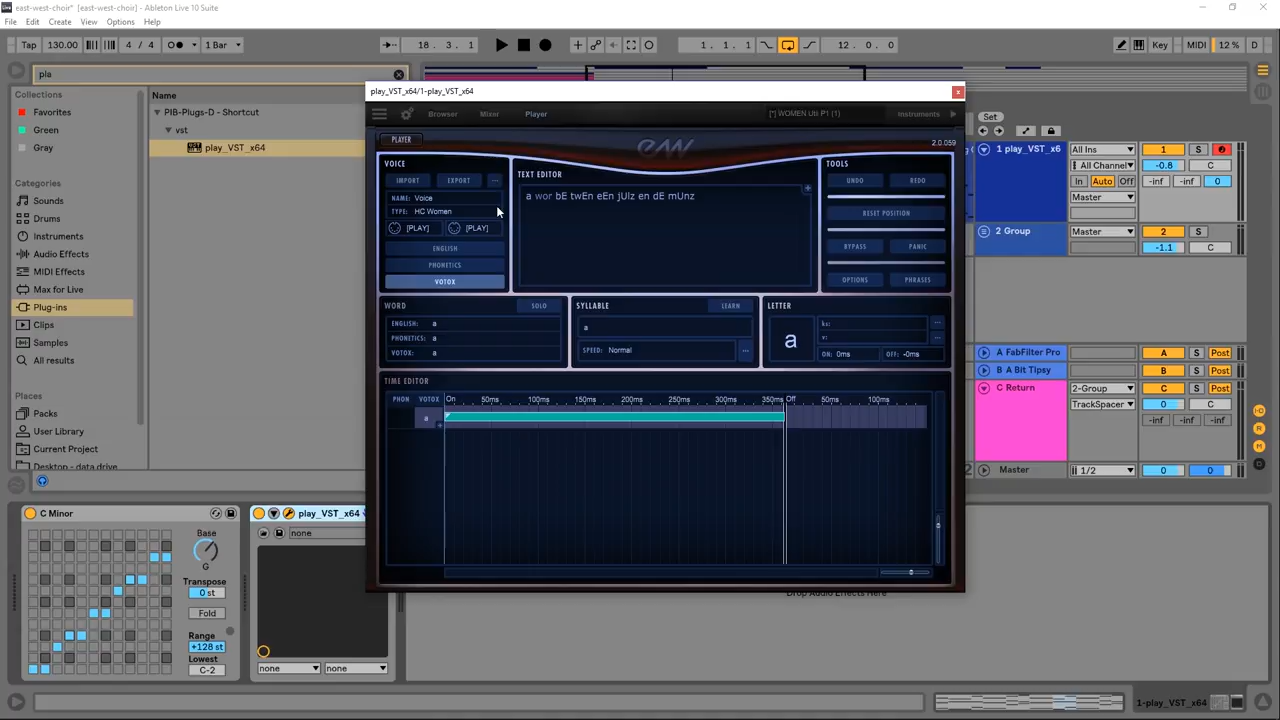 east-west-choir* - Ableton Live 10 Suite
File Edit Create View Options Help
Tap 130.00 4 / 4 1 Bar 18. 3. 1 1. 1. 1 12. 0. 0 Key MIDI 12 % D
pla
Collections
Favorites
Green
Gray
Categories
Sounds
Drums
Instruments
Audio Effects
MIDI Effects
Max for Live
Plug-ins
Clips
Samples
All results
Places
Packs
User Library
Current Project
Desktop - data drive
Name
PIB-Plugs-D - Shortcut
vst
play_VST_x64
play_VST_x64/1-play_VST_x64
Browser Mixer Player [*] WOMEN Uti P1 (1) Instruments
PLAYER
2.0.059
VOICE
IMPORT EXPORT ...
NAME: Voice
TYPE: HC Women
[PLAY] [PLAY]
ENGLISH
PHONETICS
VOTOX
TEXT EDITOR
a wor bE twEn eEn jUIz en dE mUnz
TOOLS
UNDO REDO
RESET POSITION
BYPASS PANIC
OPTIONS PHRASES
WORD SOLO
ENGLISH: a
PHONETICS: a
VOTOX: a
SYLLABLE LEARN
a
SPEED: Normal ...
LETTER
a
ON: 0ms OFF: -0ms
TIME EDITOR
PHON VOTOX On 50ms 100ms 150ms 200ms 250ms 300ms 350ms Off 50ms 100ms
a
Set
1 play_VST_x6 All Ins 1 S
All Channel -0.8 C
In Auto Off -inf -inf 0
Master
2 Group Master 2 S
-1.1 C
A FabFilter Pro A S Post
B A Bit Tipsy B S Post
C Return 2-Group C S Post
TrackSpacer 0 C
-inf -inf -inf
Master 1/2 0 0
C Minor
Base
G
Transpose
0 st
Fold
Range
+128 st
Lowest
C-2
play_VST_x64
none
none none
Drop Audio Effects Here
1-play_VST_x64